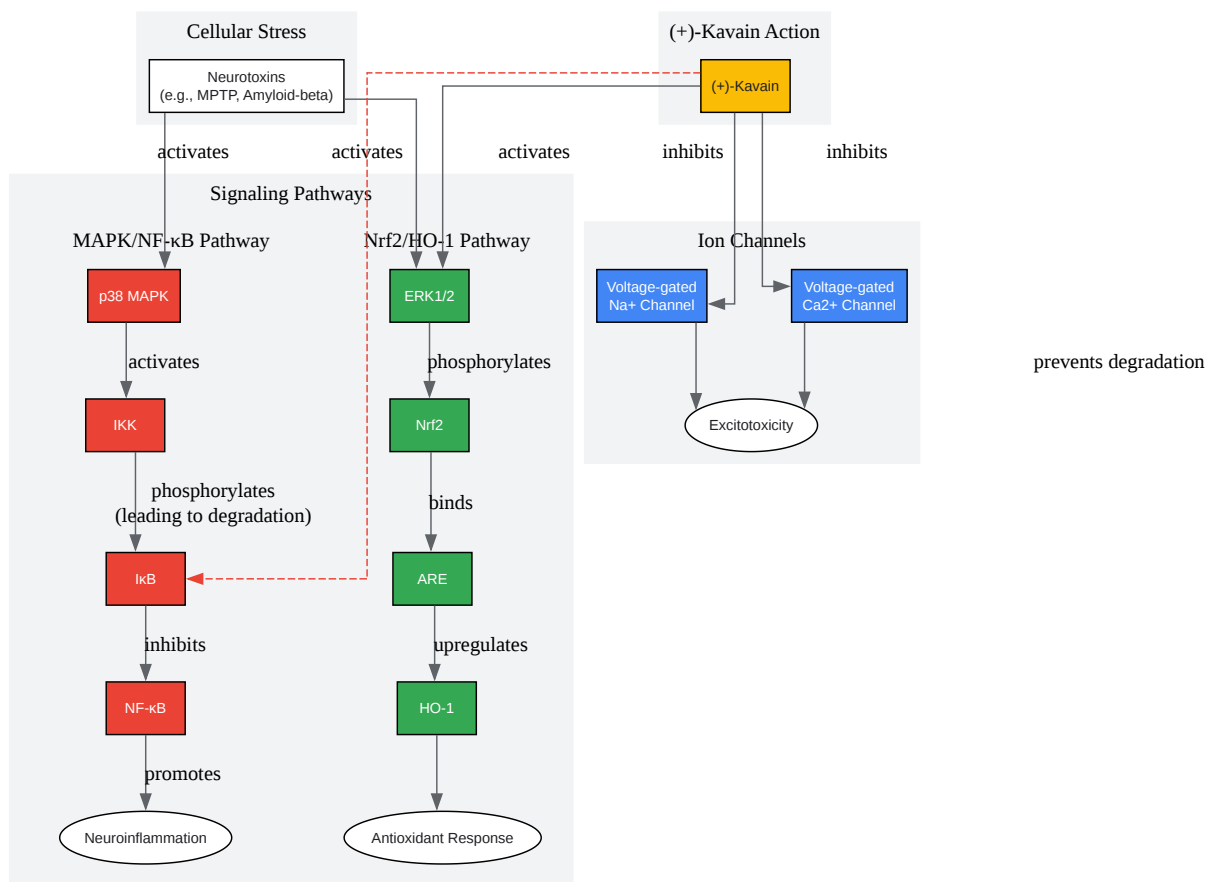 Cellular Stress
(+)-Kavain Action
Neurotoxins
(e.g., MPTP, Amyloid-beta)
(+)-Kavain
activates
activates
activates
inhibits
inhibits
Signaling Pathways
MAPK/NF-κB Pathway
Nrf2/HO-1 Pathway
Ion Channels
p38 MAPK
ERK1/2
Voltage-gated
Na+ Channel
Voltage-gated
Ca2+ Channel
activates
phosphorylates
prevents degradation
IKK
Nrf2
Excitotoxicity
phosphorylates
(leading to degradation)
binds
IκB
ARE
inhibits
upregulates
NF-κB
HO-1
promotes
Neuroinflammation
Antioxidant Response